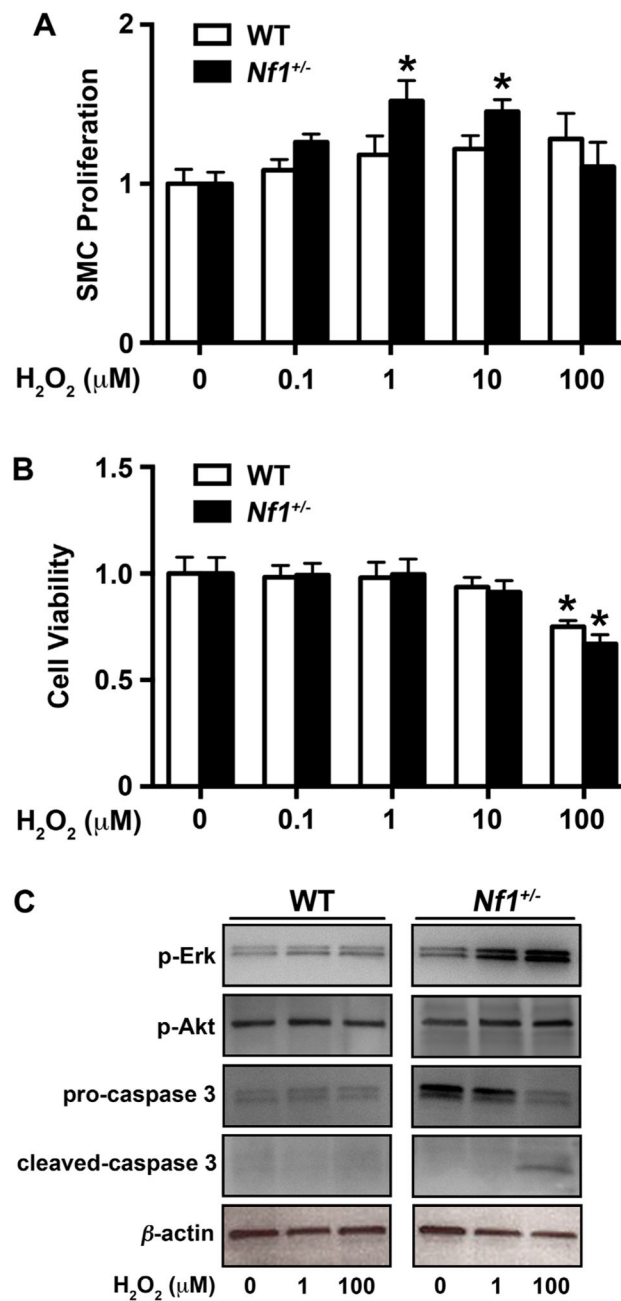 A
2
WT
Nf1+/-
* *
1
SMC Proliferation
0
H2O2 (μM) 0 0.1 1 10 100
B
1.5
WT
Nf1+/-
1.0
* *
Cell Viability
0.5
0
H2O2 (μM) 0 0.1 1 10 100
C WT Nf1+/-
p-Erk
p-Akt
pro-caspase 3
cleaved-caspase 3
β-actin
H2O2 (μM) 0 1 100 0 1 100